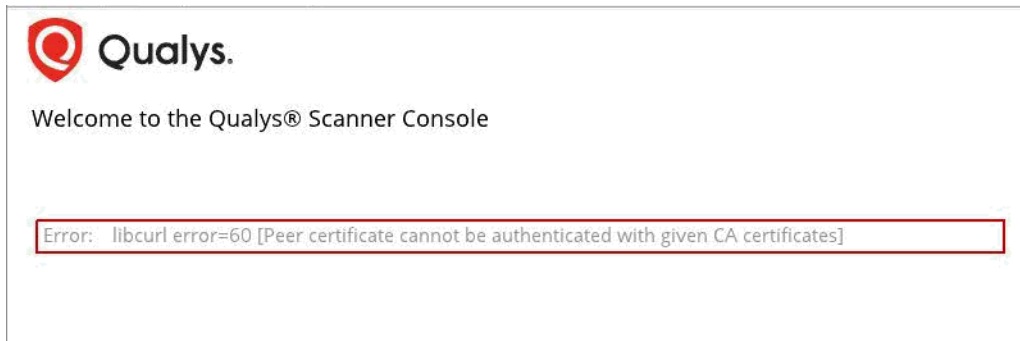 Qualys.
Welcome to the Qualys® Scanner Console
Error: libcurl error=60 [Peer certificate cannot be authenticated with given CA certificates]